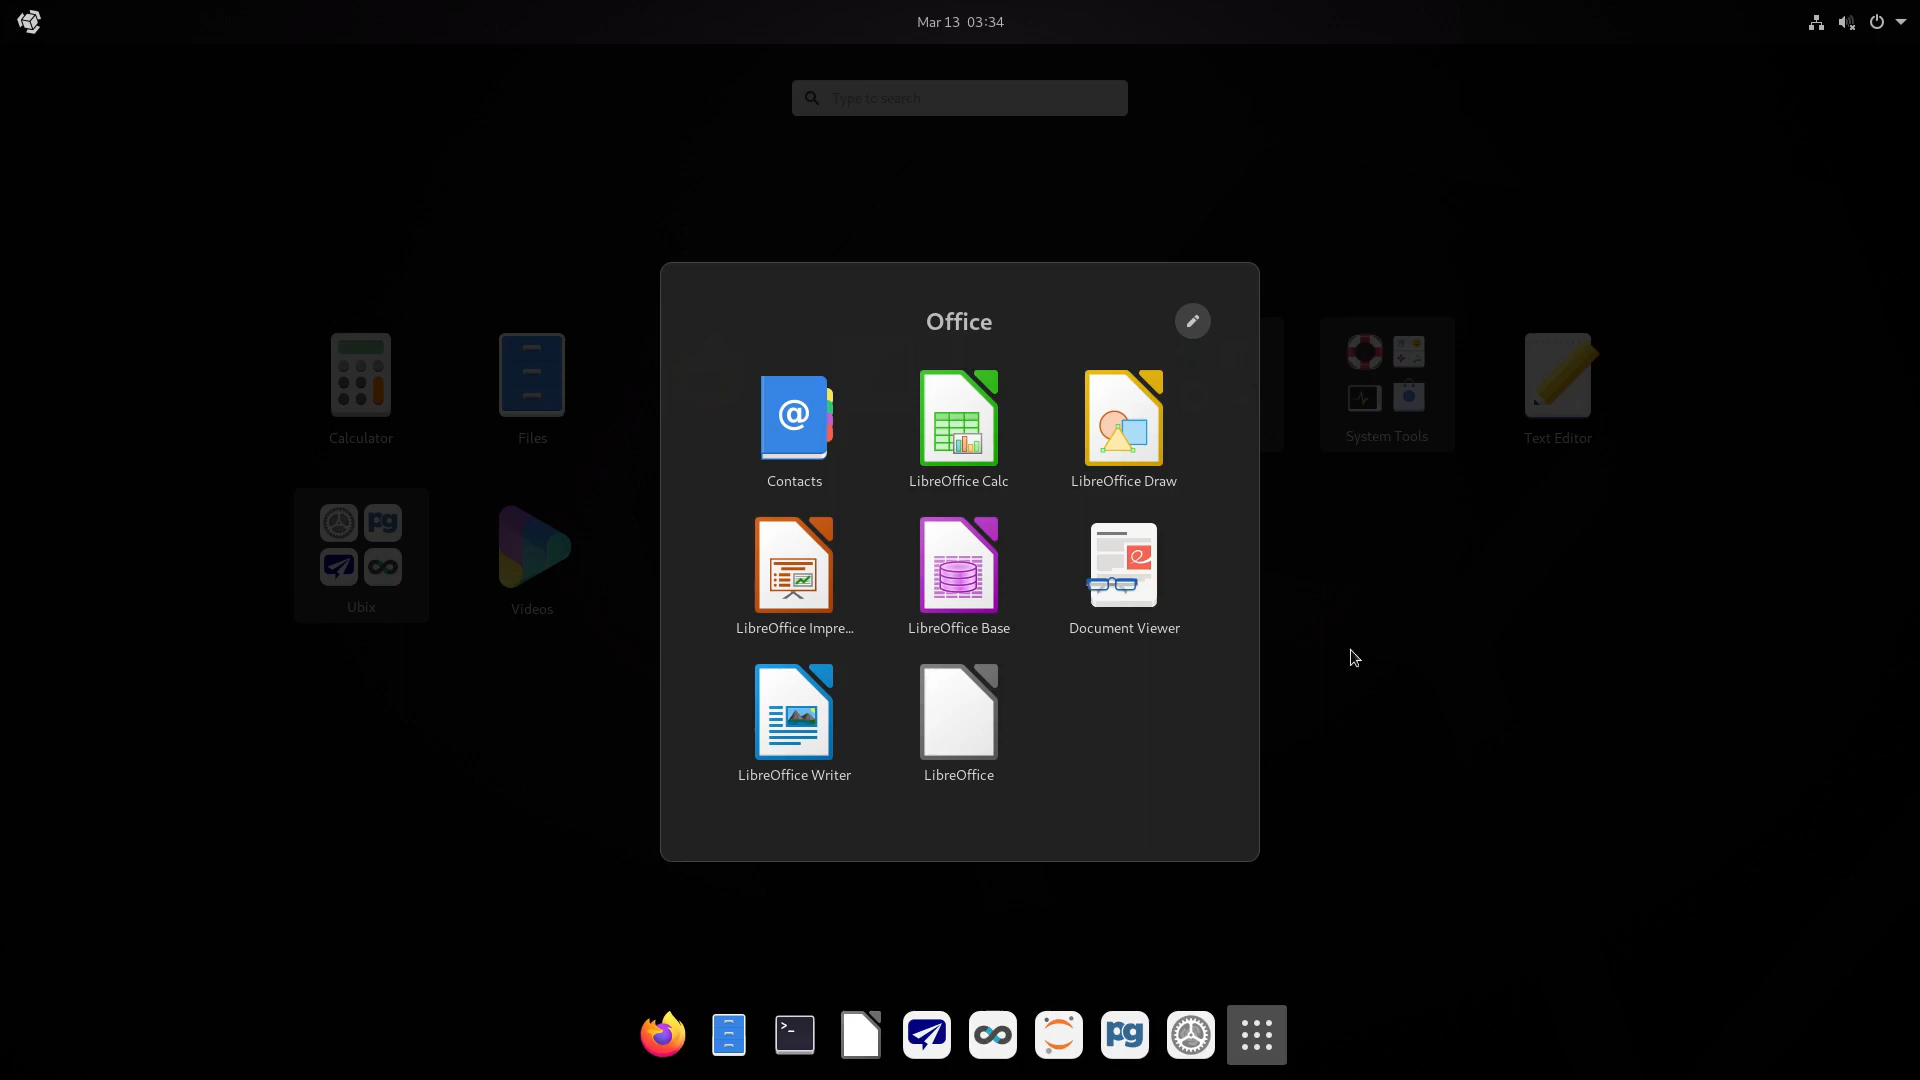 Mar 13 03:34
Type to search
Office
Calculator
Files
Contacts
LibreOffice Calc
LibreOffice Draw
System Tools
Text Editor
Ubix
Videos
LibreOffice Impre...
LibreOffice Base
Document Viewer
LibreOffice Writer
LibreOffice